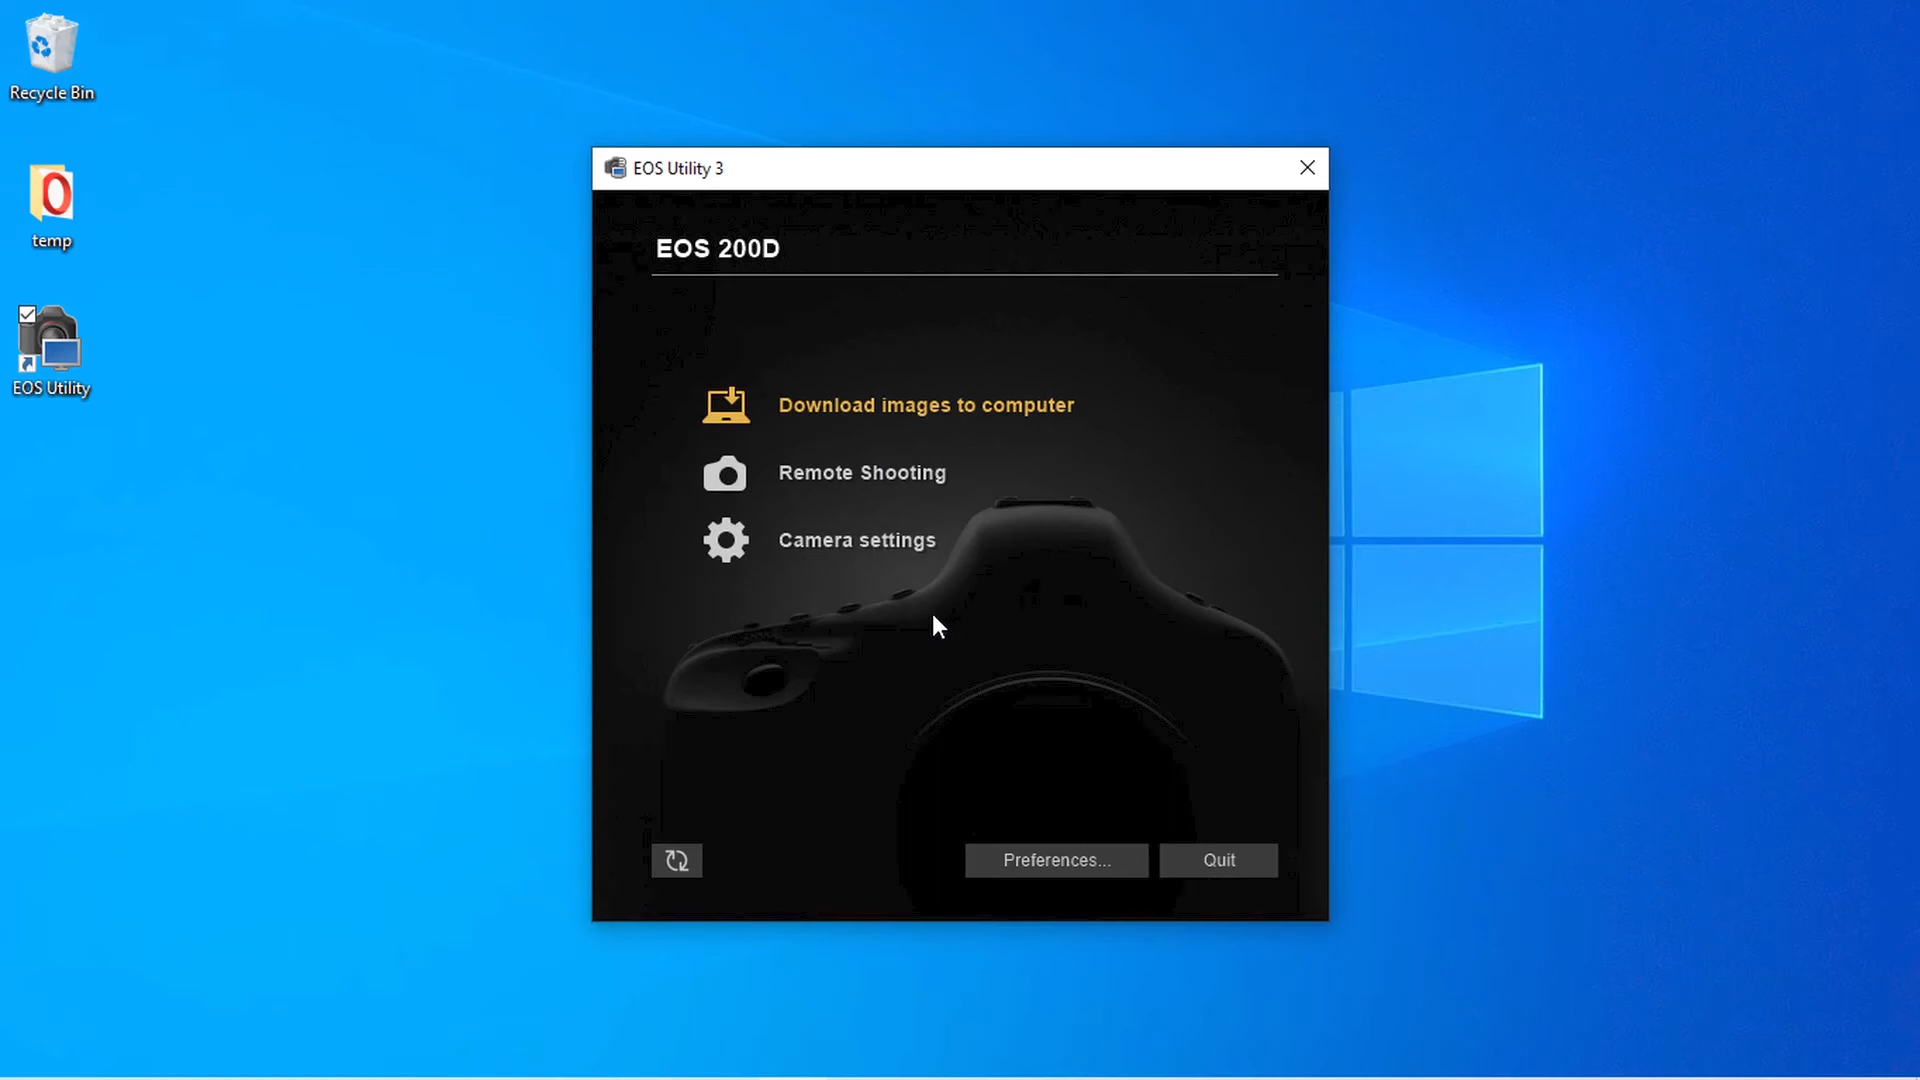 Recycle Bin
temp
EOS Utility
EOS Utility 3
EOS 200D
Download images to computer
Remote Shooting
Camera settings
Preferences...
Quit